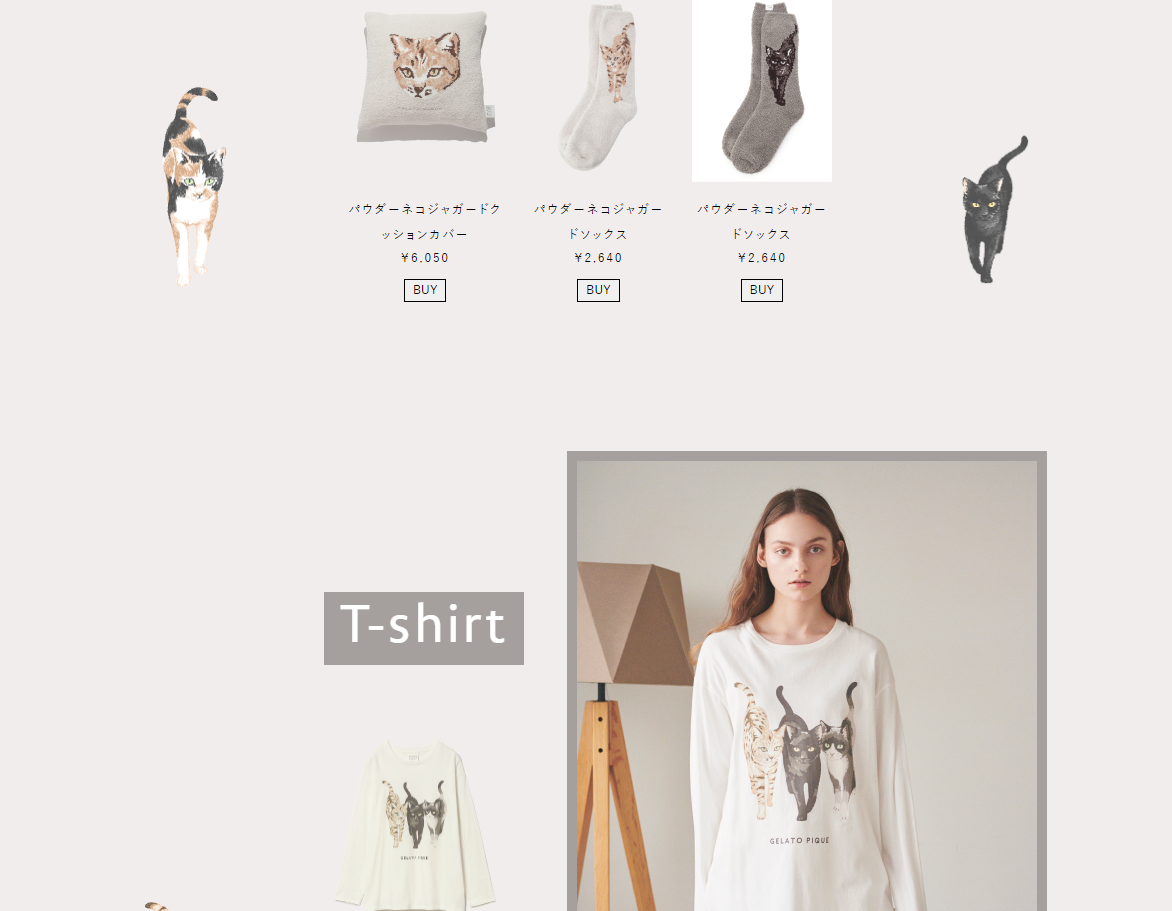 パウダーネコジャガードク
ッションカバー
¥6,050
BUY
パウダーネコジャガー
ドソックス
¥2,640
BUY
パウダーネコジャガー
ドソックス
¥2,640
BUY
T-shirt
GELATO PIQUE
GELATO PIQUE